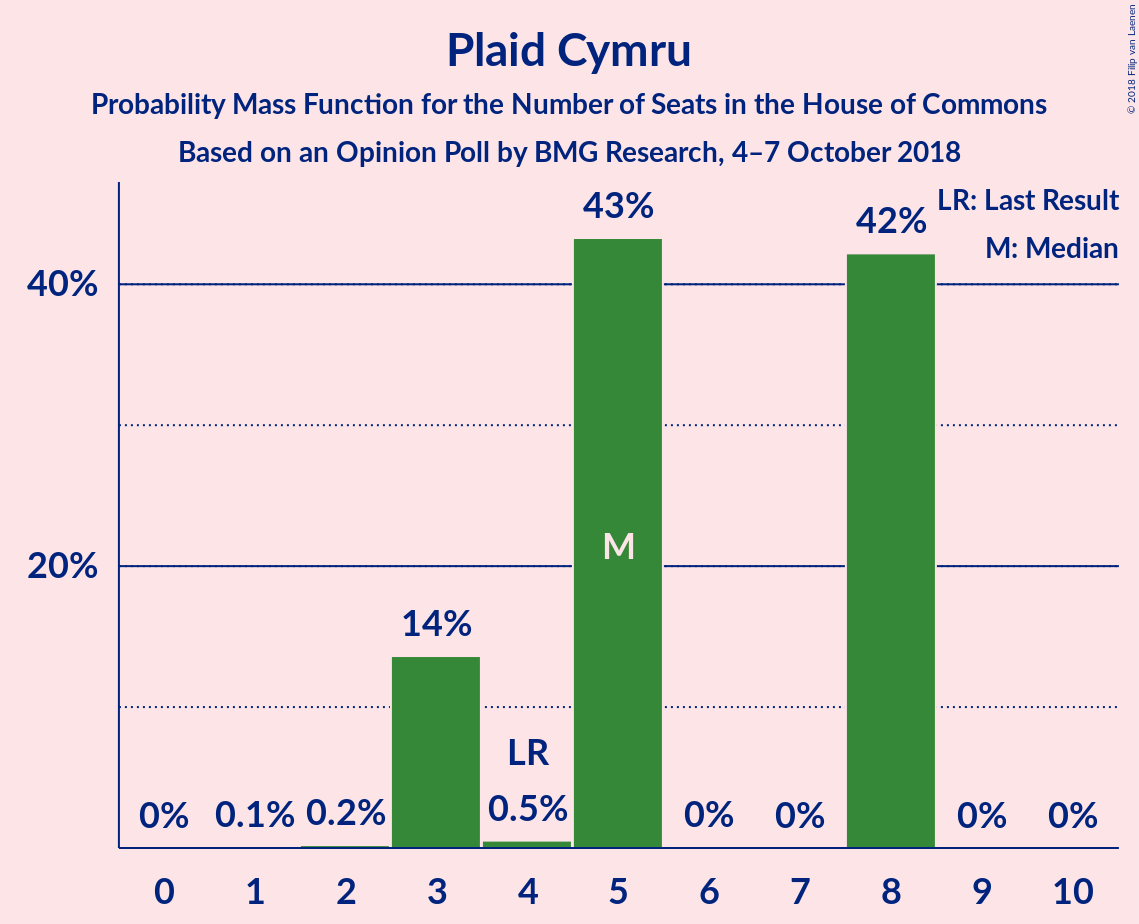 Plaid Cymru
Probability Mass Function for the Number of Seats in the House of Commons
Based on an Opinion Poll by BMG Research, 4–7 October 2018
© 2018 Filip van Laenen
LR: Last Result
M: Median
40%
20%
0%
0.1%
0.2%
14%
LR
0.5%
43%
M
0%
0%
42%
0%
0%
0 1 2 3 4 5 6 7 8 9 10